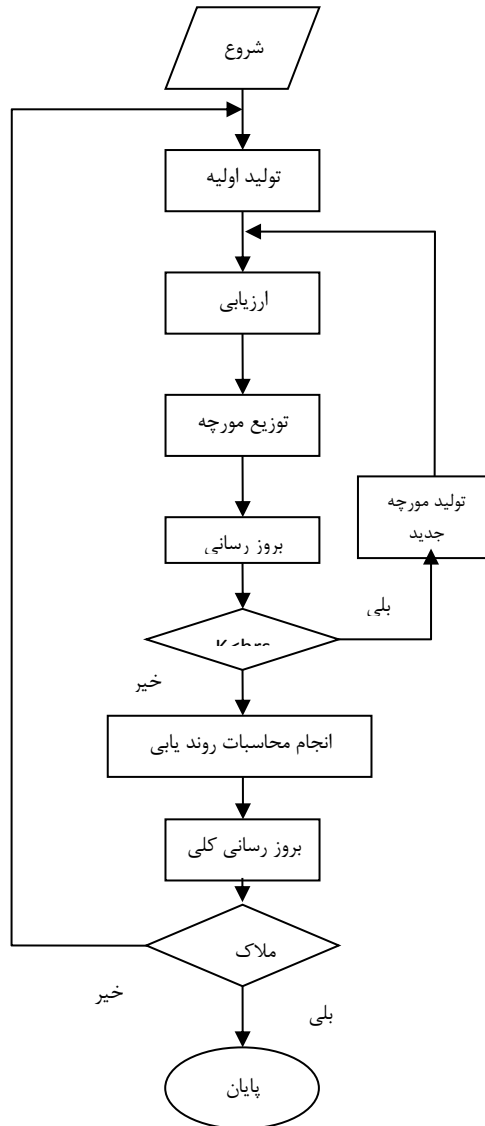 شروع
تولید اولیه
ارزیابی
توزیع مورچه
تولید مورچه
جدید
بروز رسانی
بلی
خیر
انجام محاسبات روند یابی
بروز رسانی کلی
ملاک
خیر
بلی
پایان